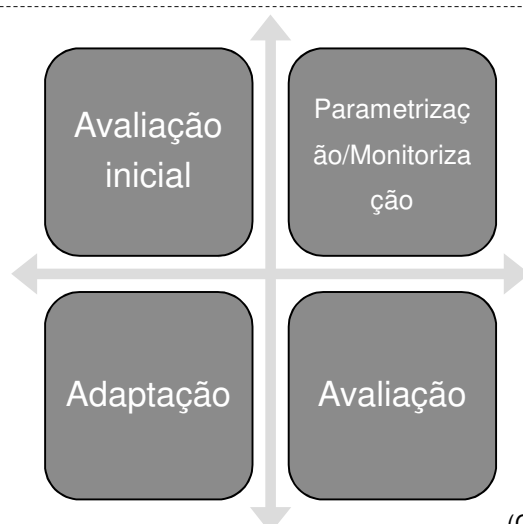 Avaliação
inicial
Parametrizaç
ão/Monitoriza
ção
Adaptação
Avaliação